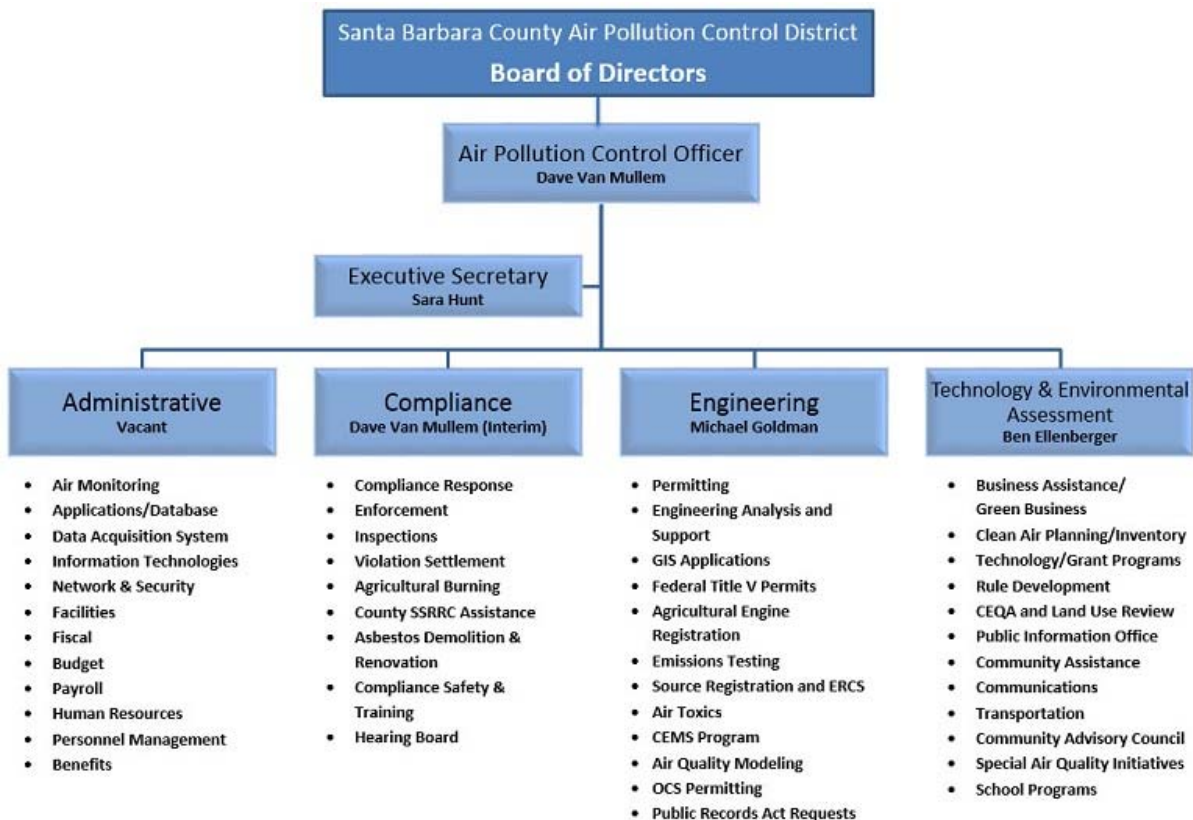 Santa Barbara County Air Pollution Control District
Board of Directors
Air Pollution Control Officer
Dave Van Mullem
Executive Secretary
Sara Hunt
Administrative
Vacant
• Air Monitoring
• Applications/Database
• Data Acquisition System
• Information Technologies
• Network & Security
• Facilities
• Fiscal
• Budget
• Payroll
• Human Resources
• Personnel Management
• Benefits
Compliance
Dave Van Mullem (Interim)
• Compliance Response
• Enforcement
• Inspections
• Violation Settlement
• Agricultural Burning
• County SSRRC Assistance
• Asbestos Demolition &
Renovation
• Compliance Safety &
Training
• Hearing Board
Engineering
Michael Goldman
• Permitting
• Engineering Analysis and
Support
• GIS Applications
• Federal Title V Permits
• Agricultural Engine
Registration
• Emissions Testing
• Source Registration and ERCS
• Air Toxics
• CEMS Program
• Air Quality Modeling
• OCS Permitting
• Public Records Act Requests
Technology & Environmental
Assessment
Ben Ellenberger
• Business Assistance/
Green Business
• Clean Air Planning/Inventory
• Technology/Grant Programs
• Rule Development
• CEQA and Land Use Review
• Public Information Office
• Community Assistance
• Communications
• Transportation
• Community Advisory Council
• Special Air Quality Initiatives
• School Programs